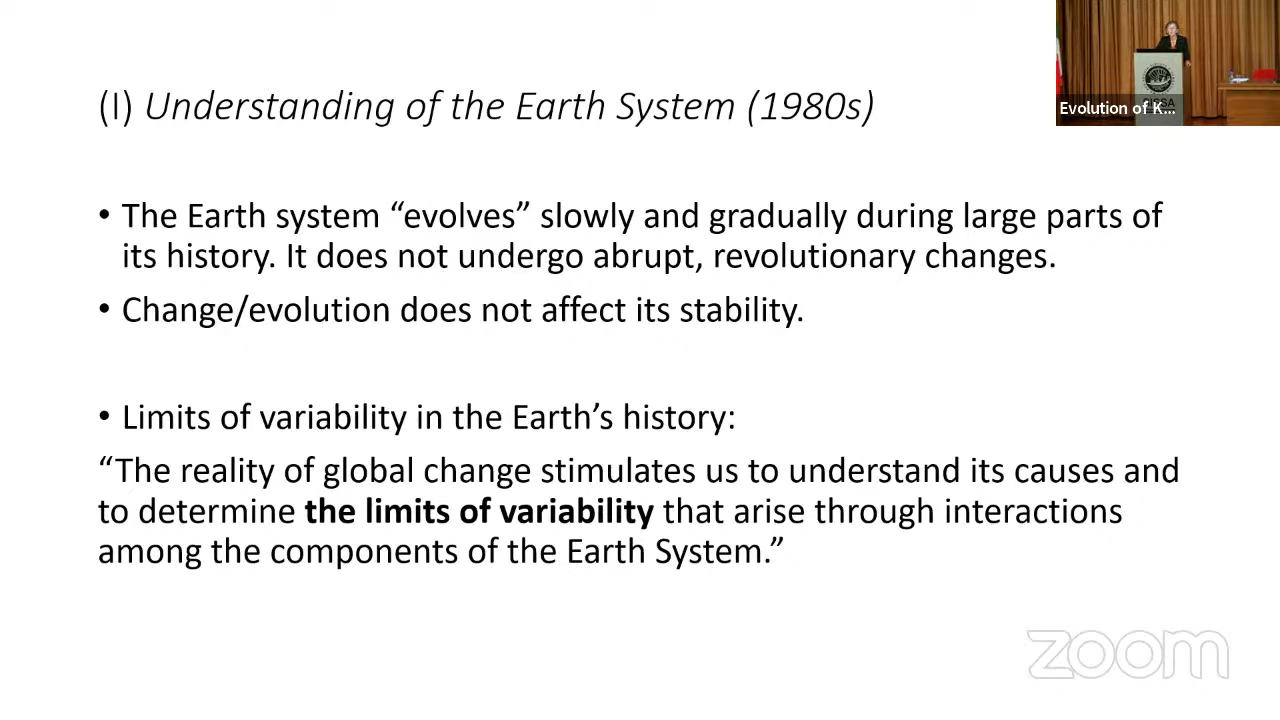 (I) Understanding of the Earth System (1980s)
• The Earth system “evolves” slowly and gradually during large parts of
its history. It does not undergo abrupt, revolutionary changes.
• Change/evolution does not affect its stability.
• Limits of variability in the Earth’s history:
“The reality of global change stimulates us to understand its causes and
to determine the limits of variability that arise through interactions
among the components of the Earth System.”
Evolution of K...
zoom